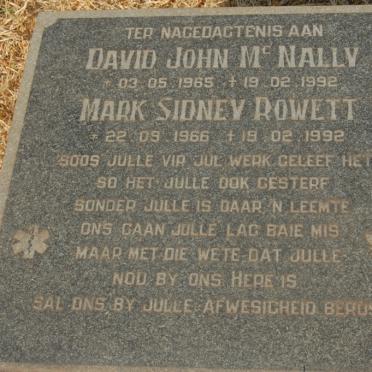 TER NAGEDAGTENIS AAN
DAVID JOHN Mc NALLY
* 03.05.1965 † 19.02.1992
MARK SIDNEY ROWETT
* 22.09.1966 † 19.02.1992
SOOS JULLE VIR JUL WERK GELEEF HET
SO HET JULLE OOK GESTERF
SONDER JULLE IS DAAR 'N LEEMTE
ONS GAAN JULLE LAG BAIE MIS
MAAR MET DIE WETE DAT JULLE
NOU BY ONS HERE IS
SAL ONS BY JULLE AFWESIGHEID